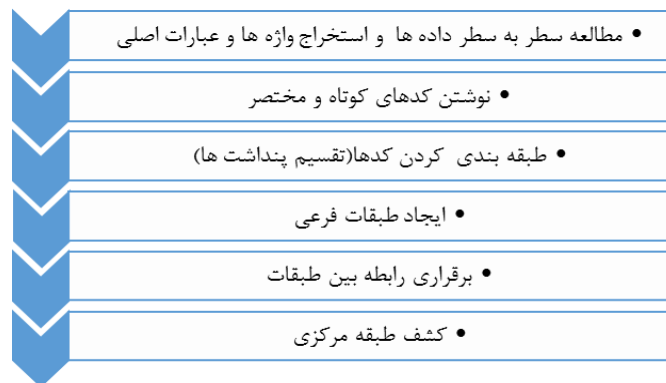 • مطالعه سطر به سطر داده ها و استخراج واژه ها و عبارات اصلی
• نوشتن کدهای کوتاه و مختصر
• طبقه بندی کردن کدها(تقسیم پنداشت ها)
• ایجاد طبقات فرعی
• برقراری رابطه بین طبقات
• کشف طبقه مرکزی